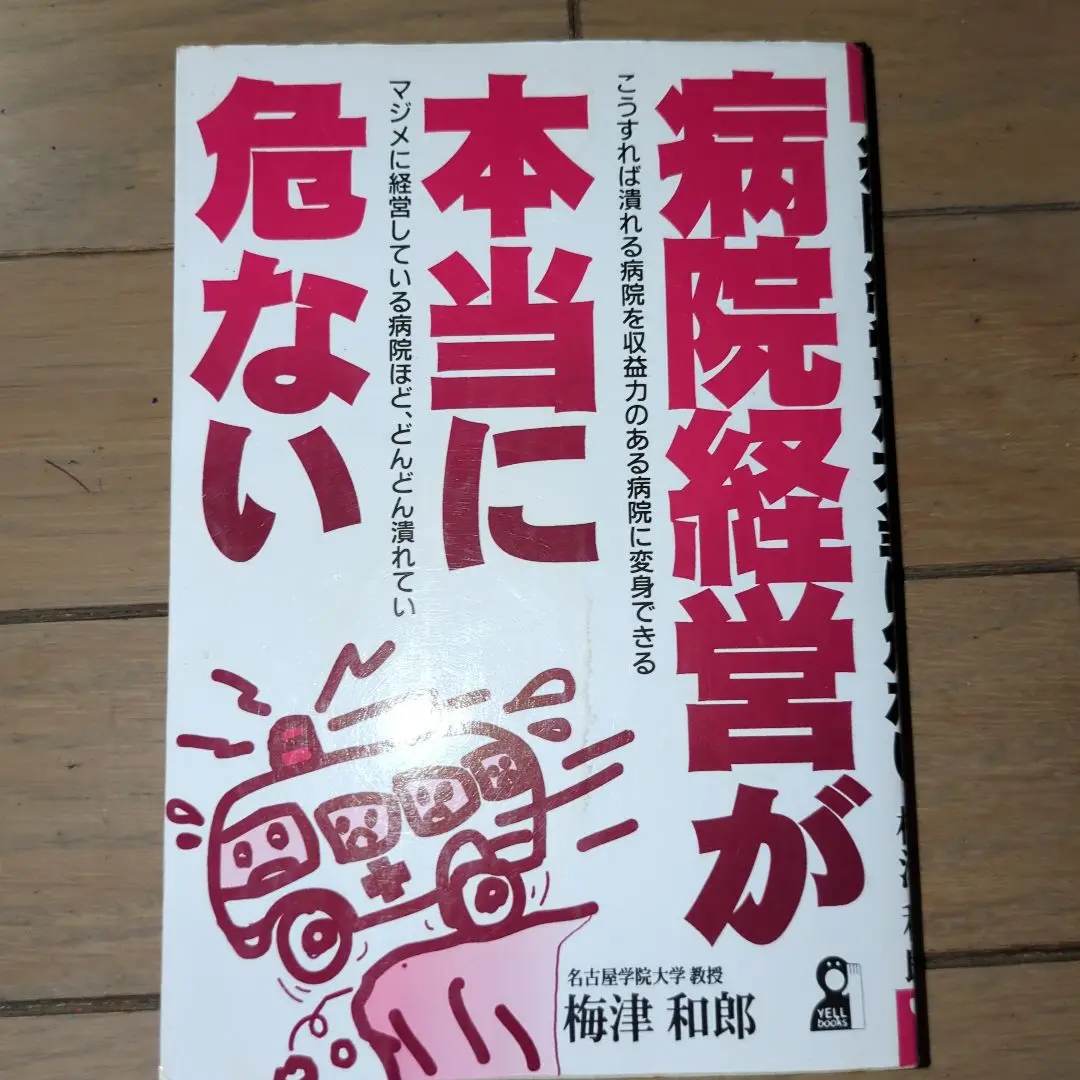 病院経営が
こうすれば潰れる病院を収益力のある病院に変身できる
本当に
マジメに経営している病院ほど、どんどん潰れてい
危ない
名古屋学院大学 教授
梅津 和郎
YELL
books